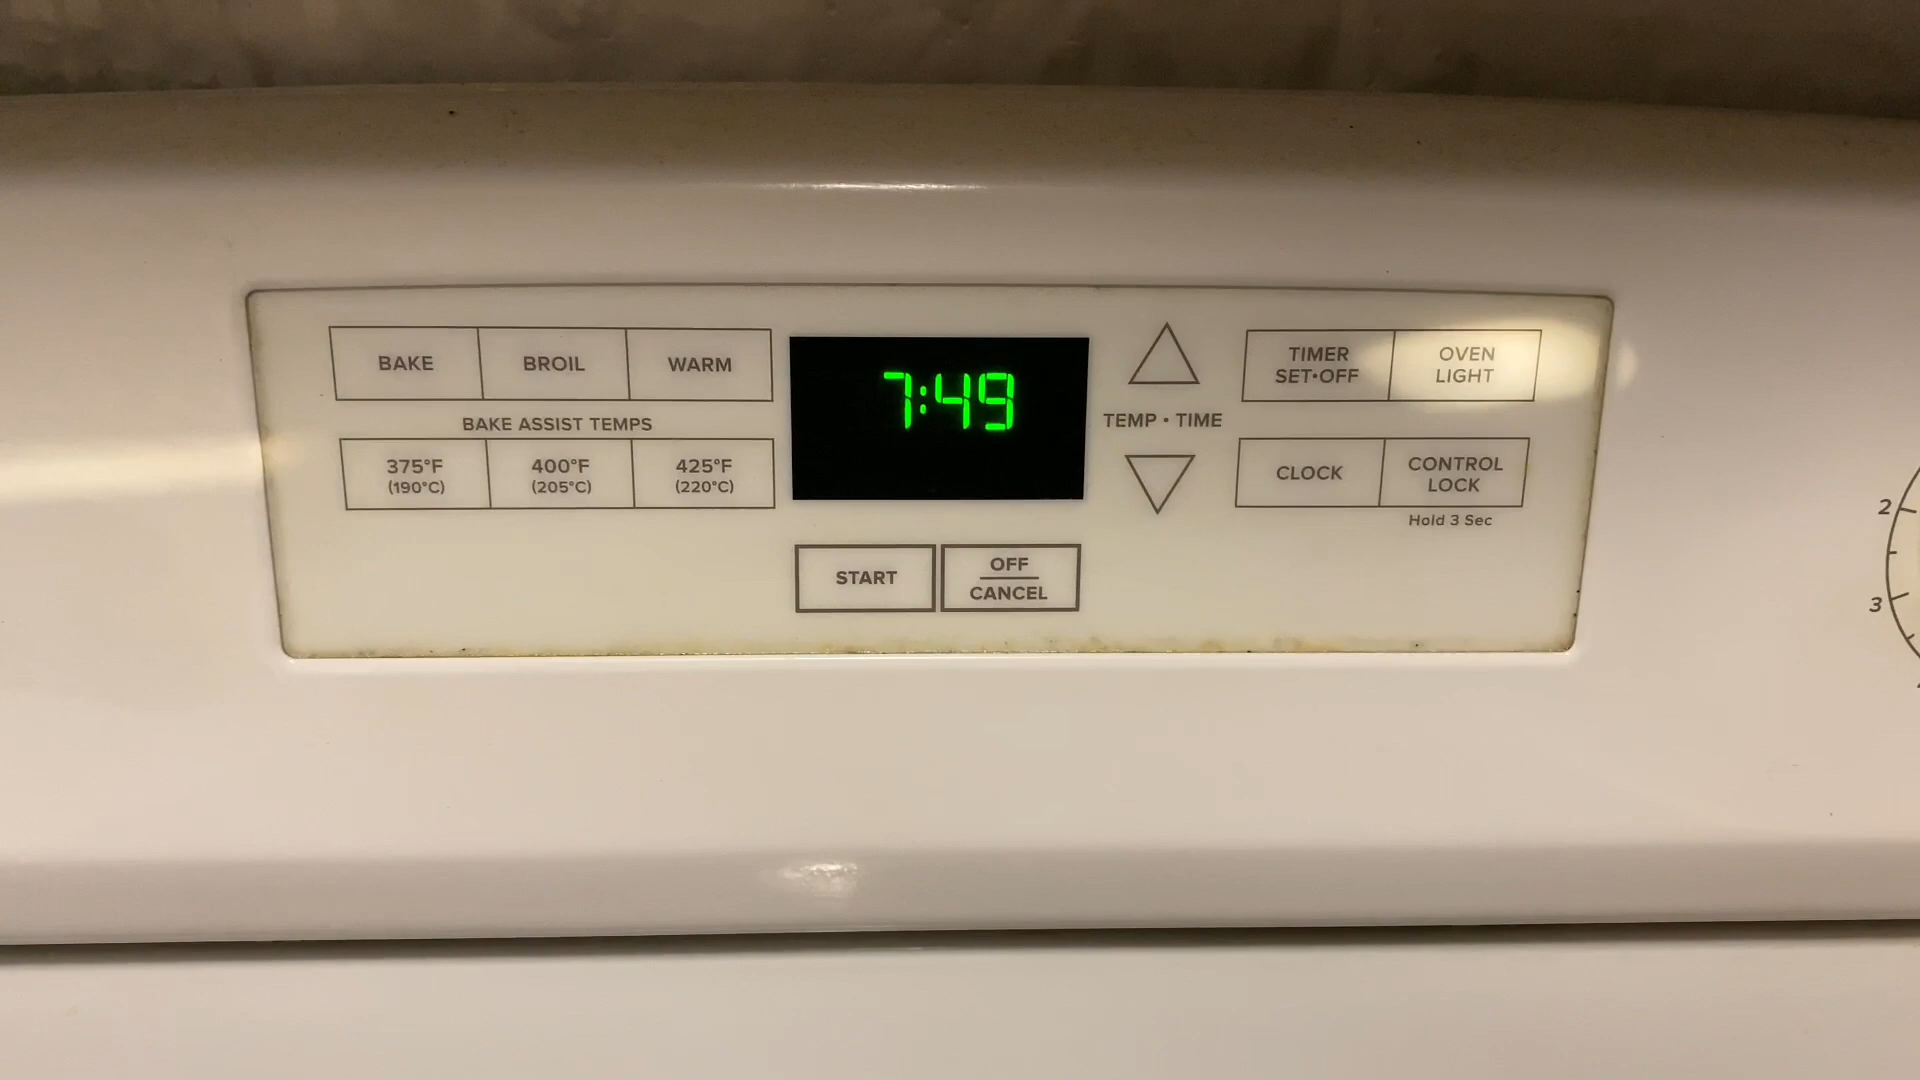 BAKE BROIL WARM
BAKE ASSIST TEMPS
375°F 400°F 425°F
(190°C) (205°C) (220°C)
7:49
START
OFF
CANCEL
TEMP • TIME
TIMER
SET•OFF
OVEN
LIGHT
CLOCK
CONTROL
LOCK
Hold 3 Sec
2
3